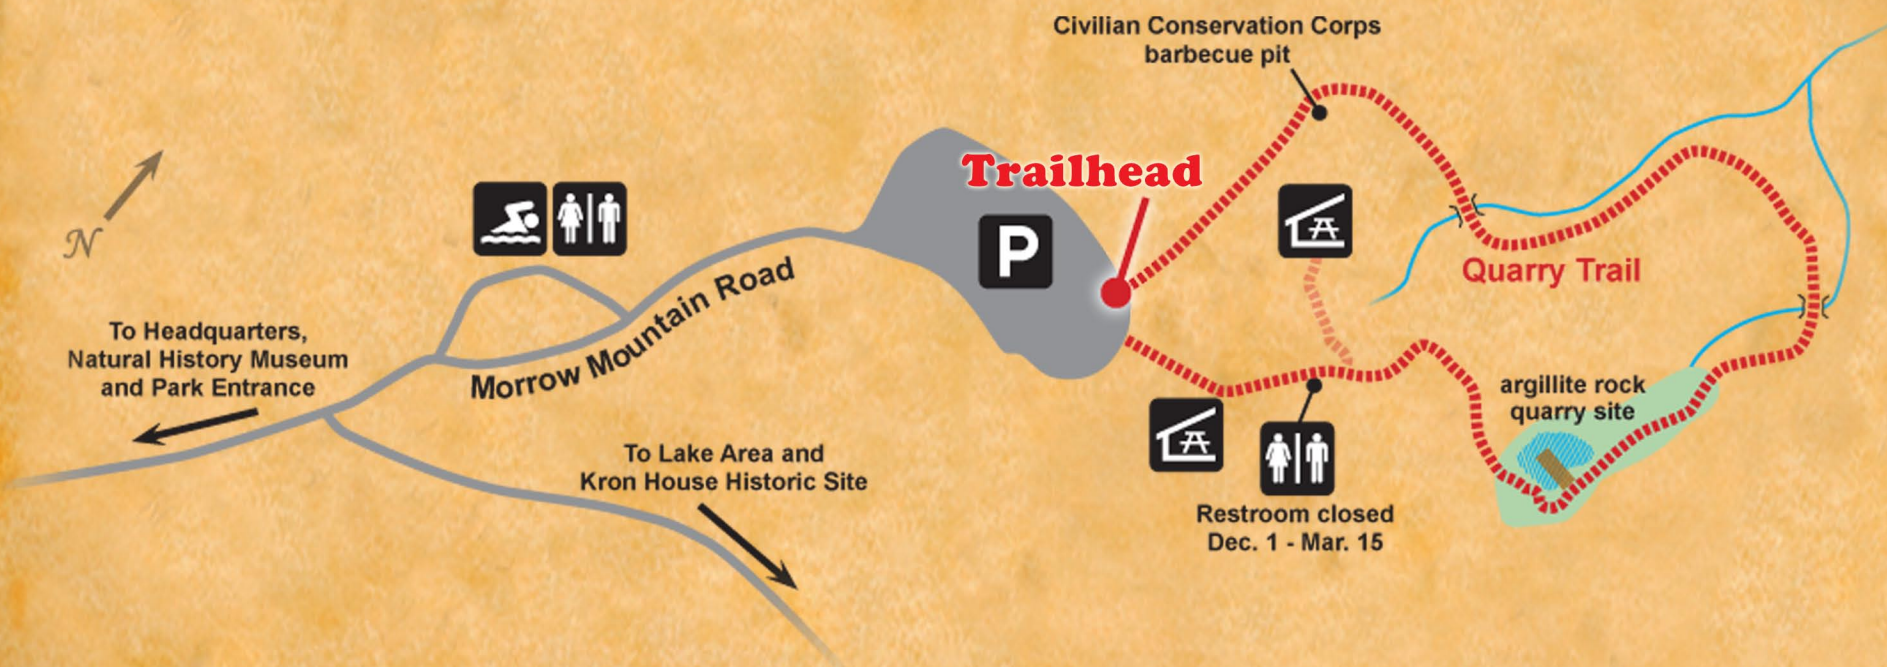 Civilian Conservation Corps
barbecue pit
Trailhead
P
N
Quarry Trail
Morrow Mountain Road
To Headquarters,
Natural History Museum
and Park Entrance
argillite rock
quarry site
To Lake Area and
Kron House Historic Site
Restroom closed
Dec. 1 - Mar. 15